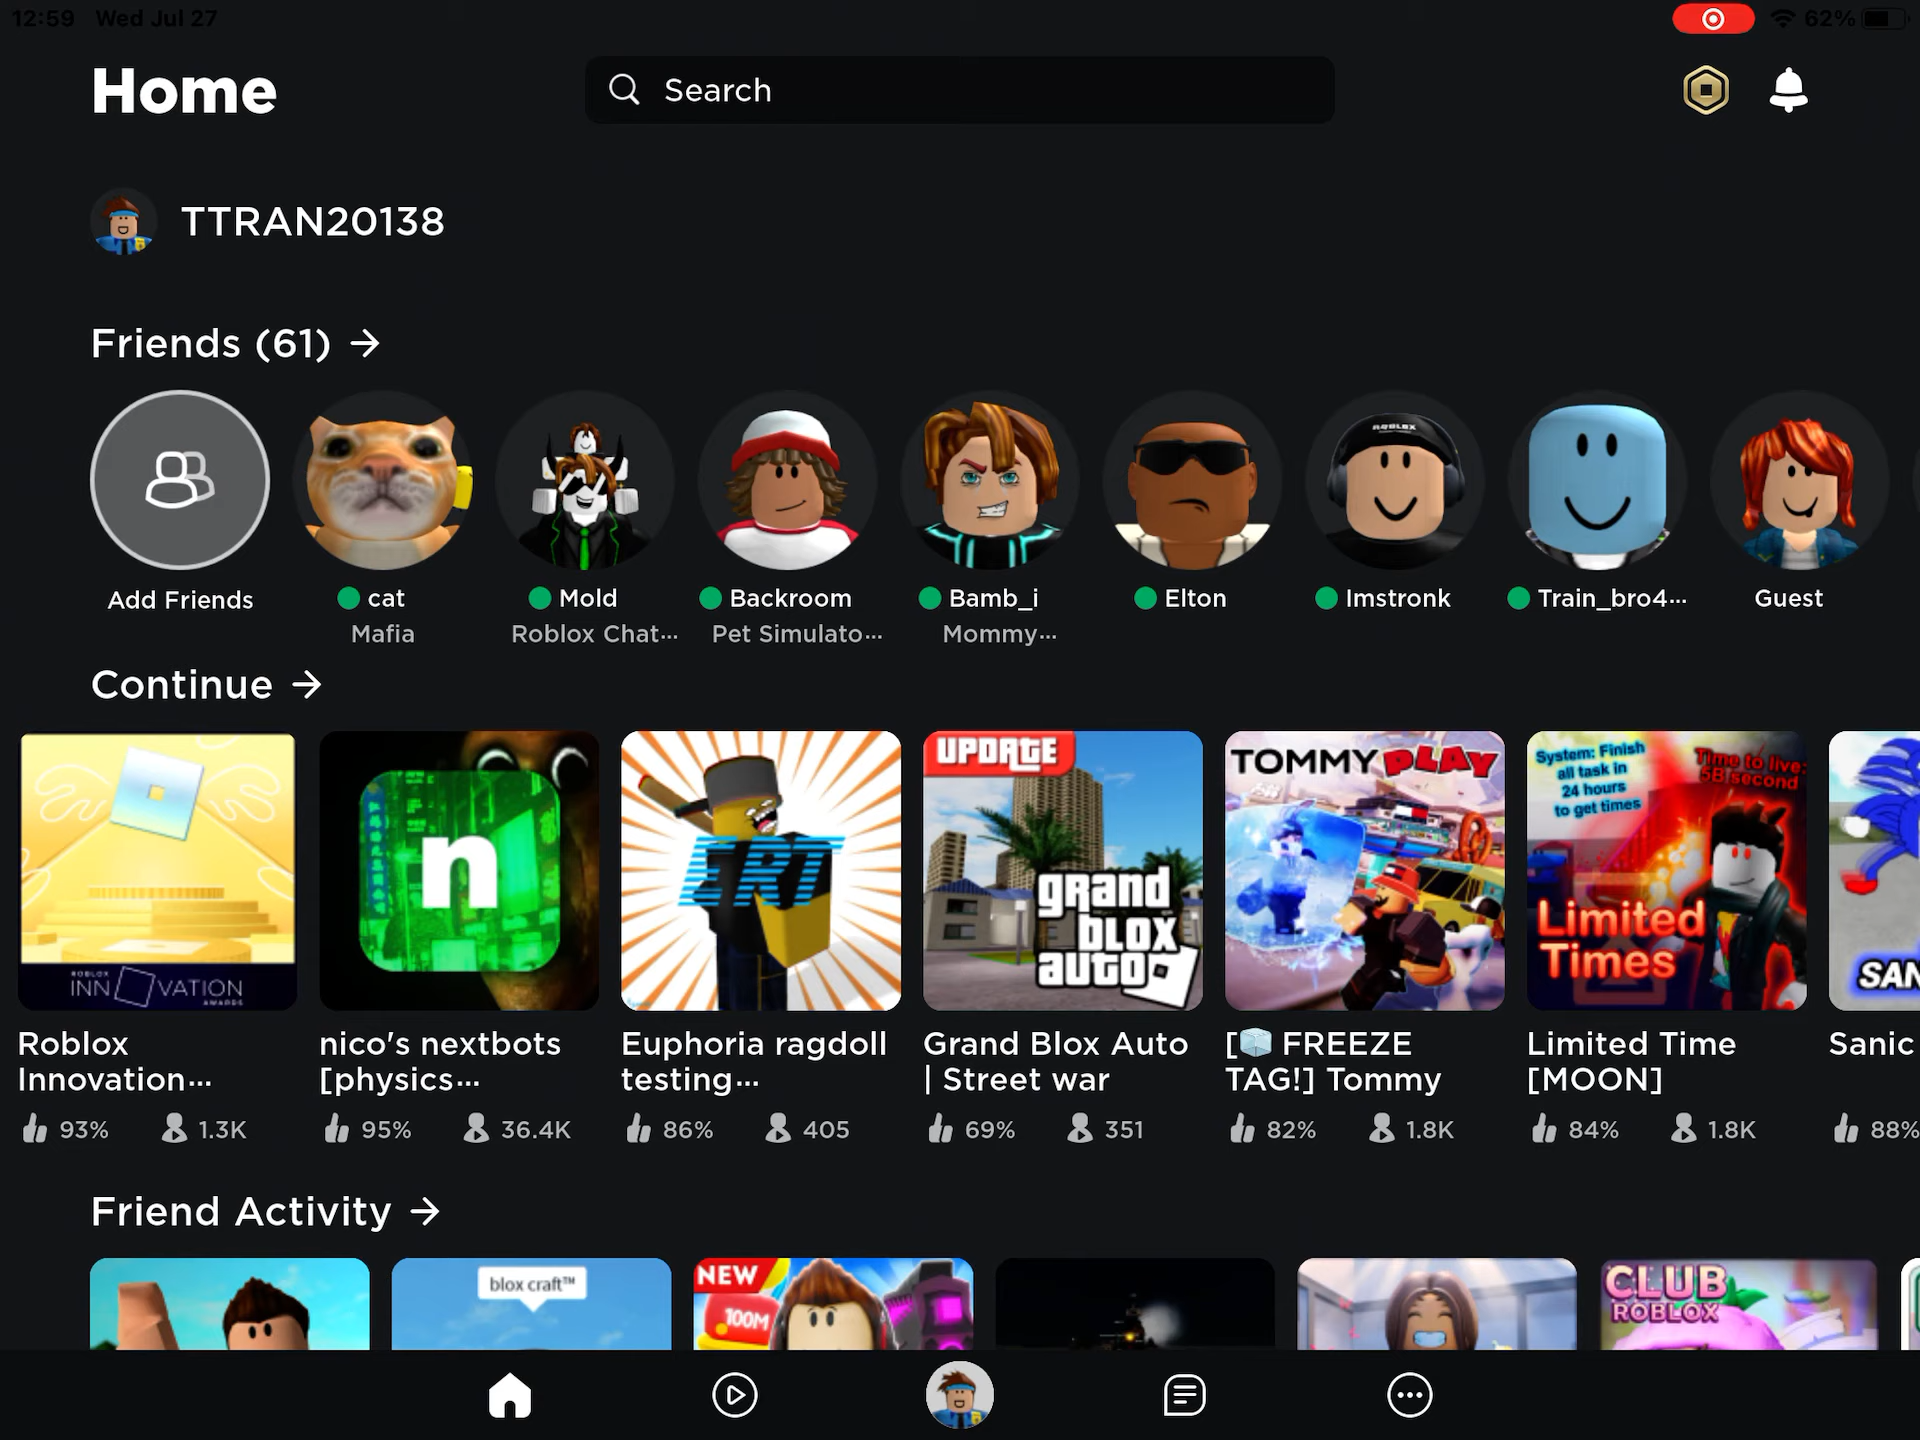 12:59 Wed Jul 27
62%
Home
Search
TTRAN20138
Friends (61) →
ROBLOX
Add Friends
cat
Mold
Backroom
Bamb_i
Elton
Imstronk
Train_bro4...
Guest
Mafia
Roblox Chat...
Pet Simulato...
Mommy...
Continue →
ROBLOX
INNOVATION
AWARDS
n
ERT
UPDATE
grand
blox
auto
TOMMY PLAY
System: Finish
all task in
24 hours
to get times
Time to live:
5B second
Limited
Times
SAN
Roblox
Innovation...
nico's nextbots
[physics...
Euphoria ragdoll
testing...
Grand Blox Auto
| Street war
[🧊 FREEZE
TAG!] Tommy
Limited Time
[MOON]
Sanic
93% 1.3K
95% 36.4K
86% 405
69% 351
82% 1.8K
84% 1.8K
88%
Friend Activity →
blox craft™
NEW
100M
CLUB
ROBLOX